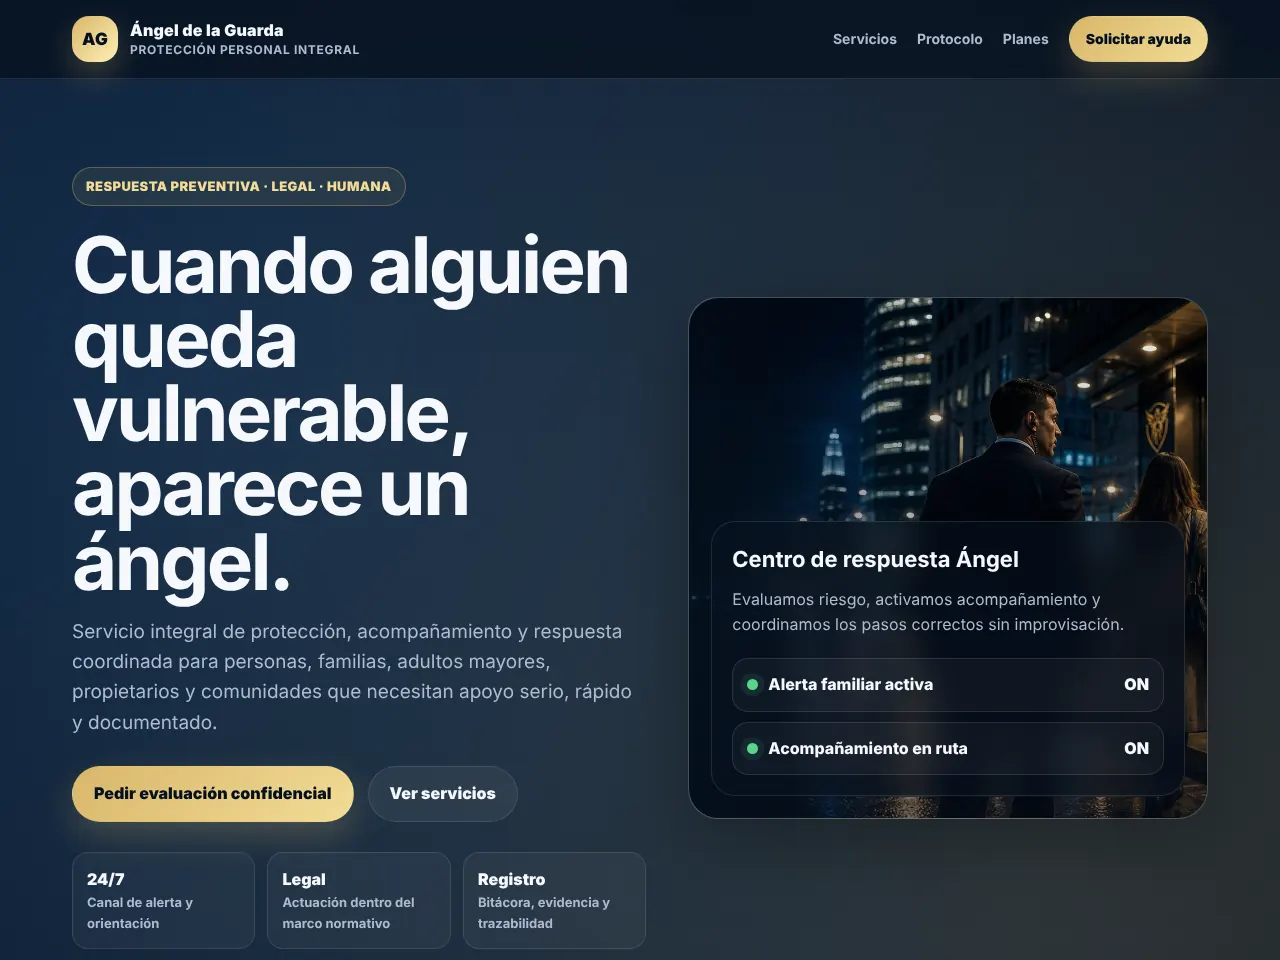 AG
Ángel de la Guarda
PROTECCIÓN PERSONAL INTEGRAL
Servicios
Protocolo
Planes
Solicitar ayuda
RESPUESTA PREVENTIVA · LEGAL · HUMANA
Cuando alguien
queda
vulnerable,
aparece un
ángel.
Servicio integral de protección, acompañamiento y respuesta
coordinada para personas, familias, adultos mayores,
propietarios y comunidades que necesitan apoyo serio, rápido
y documentado.
Pedir evaluación confidencial
Ver servicios
24/7
Canal de alerta y
orientación
Legal
Actuación dentro del
marco normativo
Registro
Bitácora, evidencia y
trazabilidad
Centro de respuesta Ángel
Evaluamos riesgo, activamos acompañamiento y
coordinamos los pasos correctos sin improvisación.
Alerta familiar activa
ON
Acompañamiento en ruta
ON